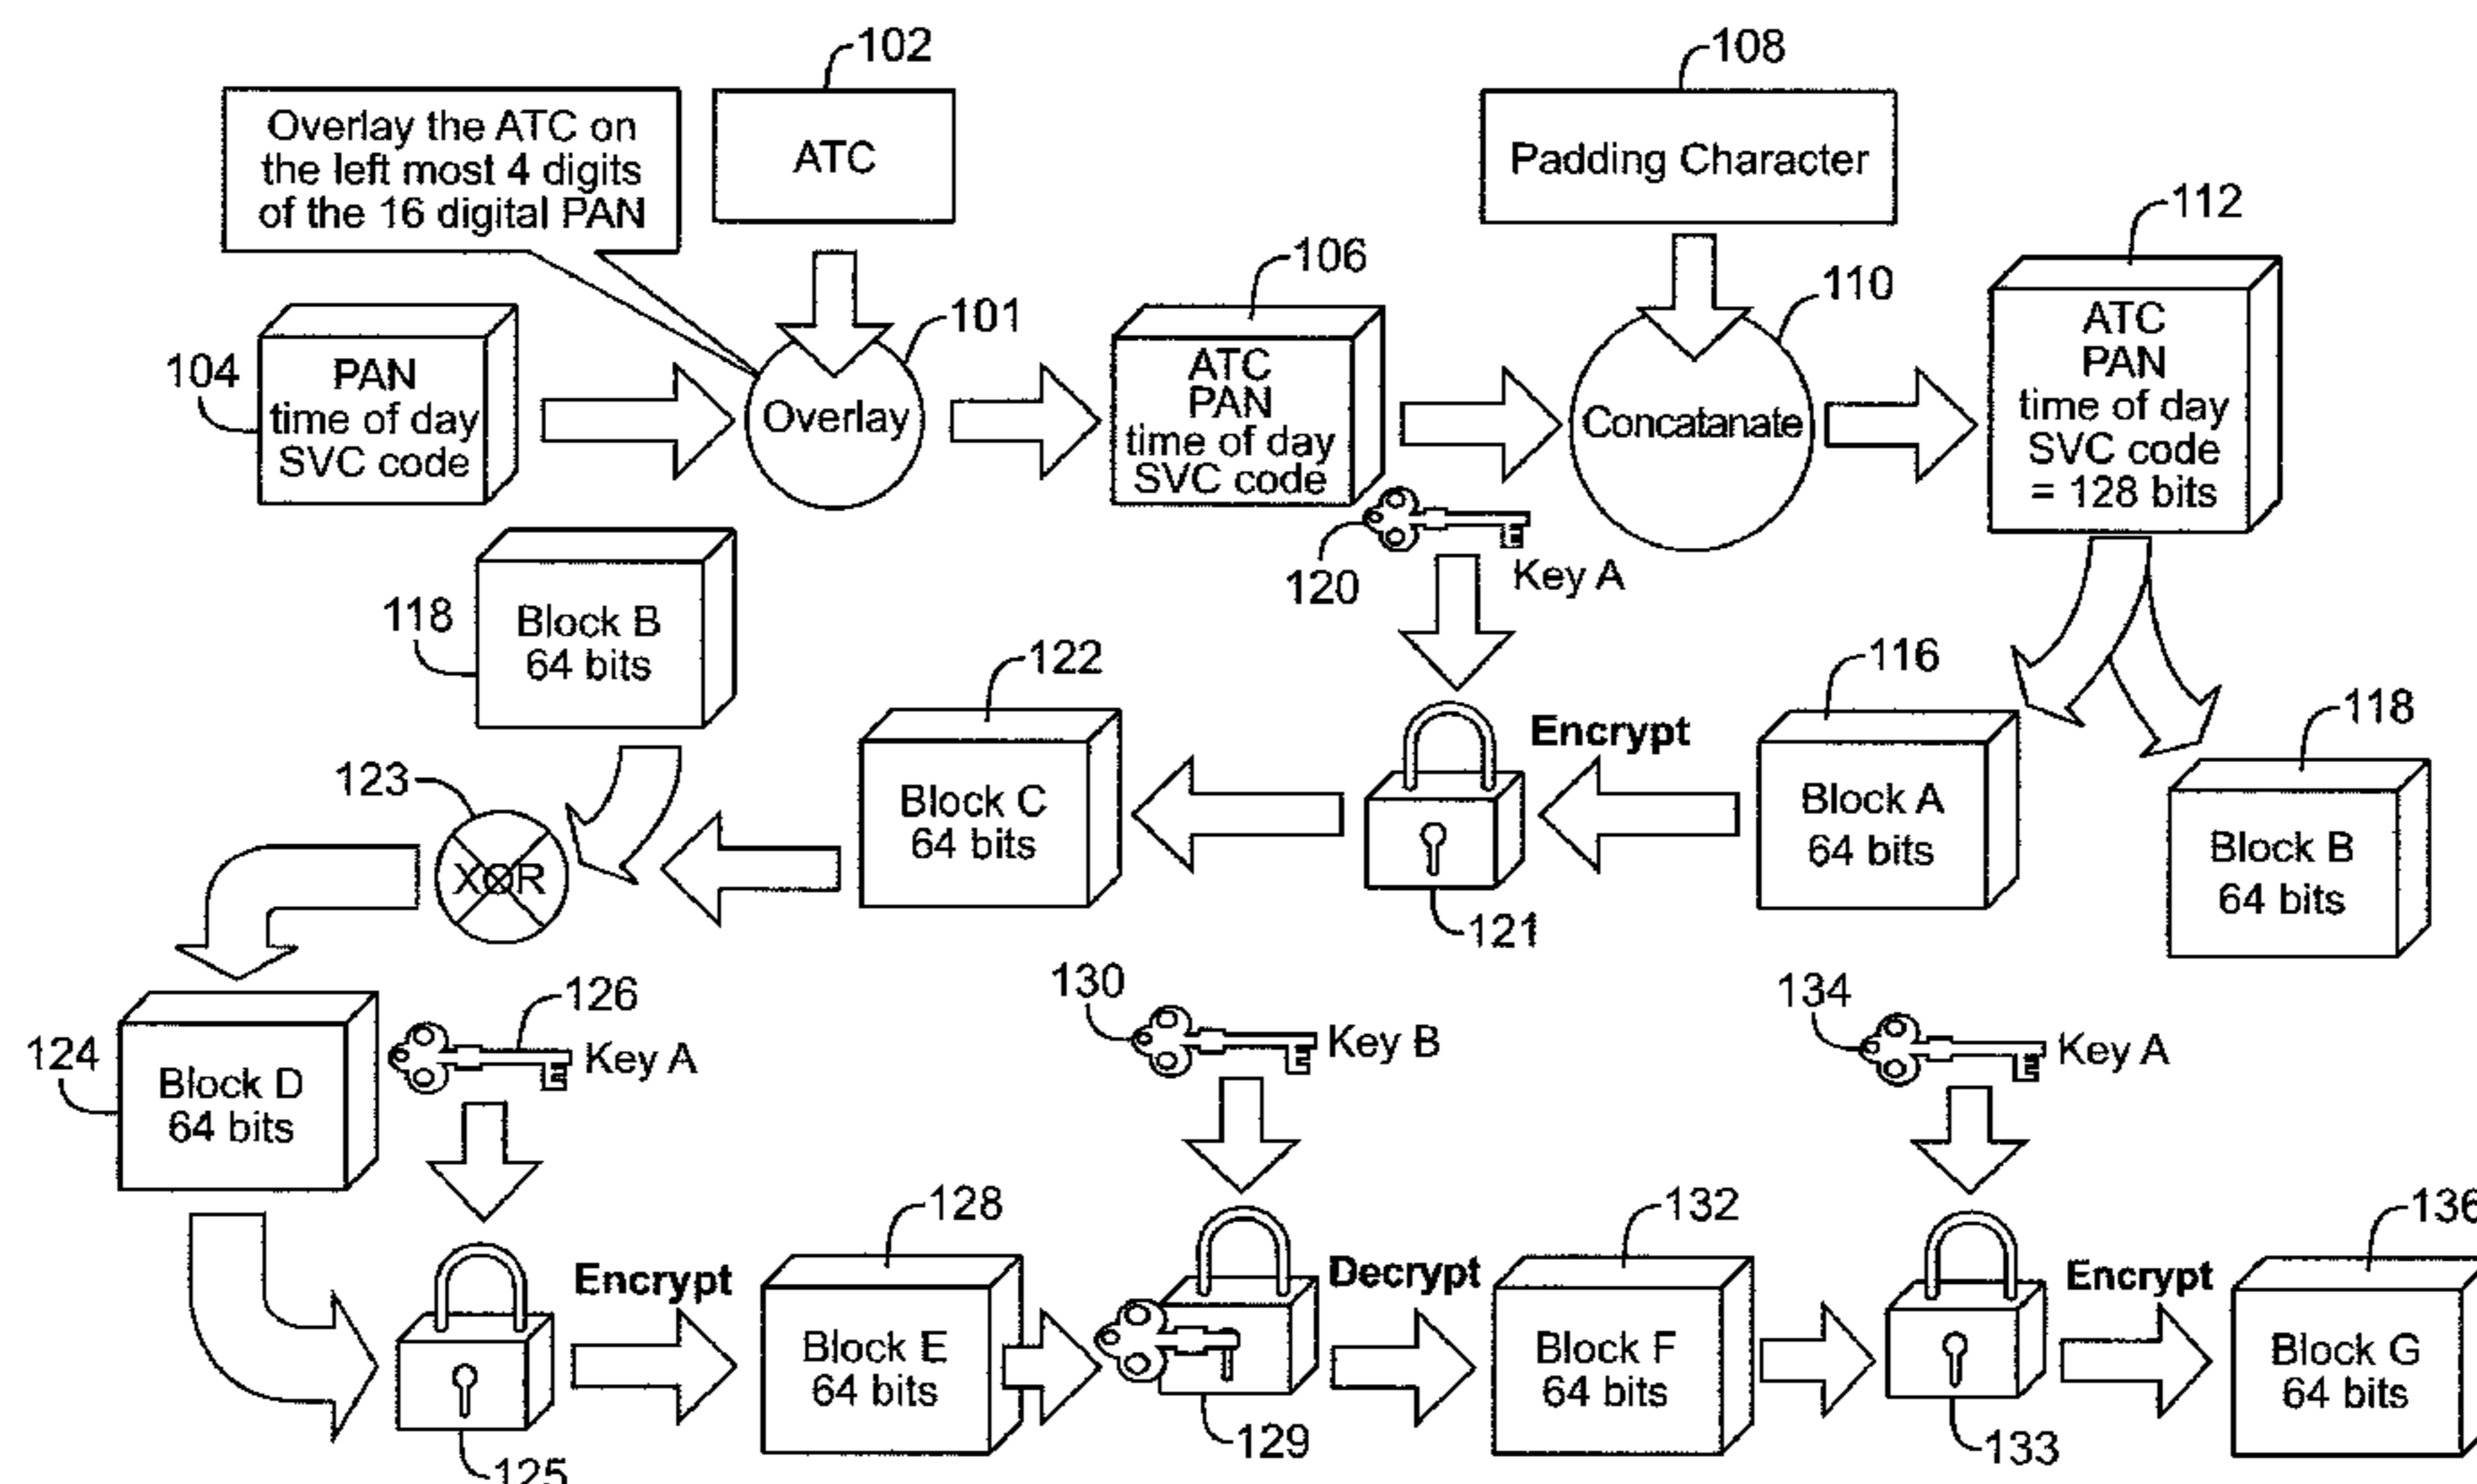 102
108
Overlay the ATC on
the left most 4 digits
of the 16 digital PAN
ATC
Padding Character
112
106
110
101
104
PAN
time of day
SVC code
Overlay
ATC
PAN
time of day
SVC code
Concatanate
ATC
PAN
time of day
SVC code
= 128 bits
120
Key A
118
Block B
64 bits
122
116
118
123
Encrypt
XOR
Block C
64 bits
Block A
64 bits
Block B
64 bits
121
124
126
130
134
Block D
64 bits
Key A
Key B
Key A
128
132
136
Encrypt
Decrypt
Encrypt
Block E
64 bits
Block F
64 bits
Block G
64 bits
125
129
133